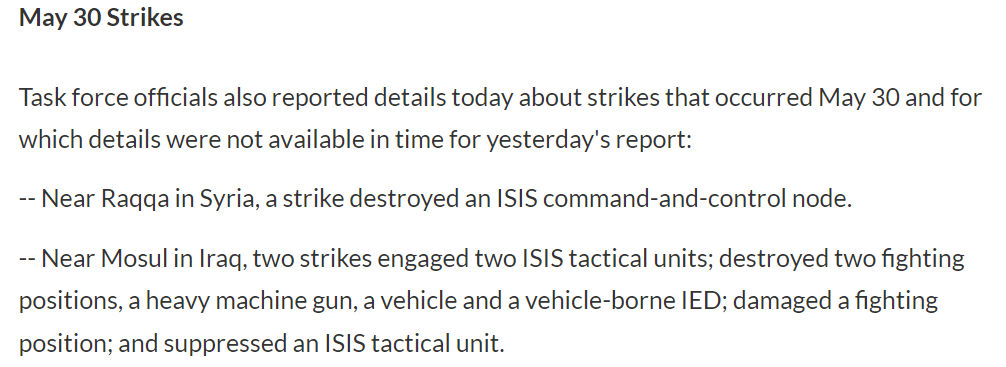 May 30 Strikes
Task force officials also reported details today about strikes that occurred May 30 and for
which details were not available in time for yesterday's report:
-- Near Raqqa in Syria, a strike destroyed an ISIS command-and-control node.
-- Near Mosul in Iraq, two strikes engaged two ISIS tactical units; destroyed two fighting
positions, a heavy machine gun, a vehicle and a vehicle-borne IED; damaged a fighting
position; and suppressed an ISIS tactical unit.